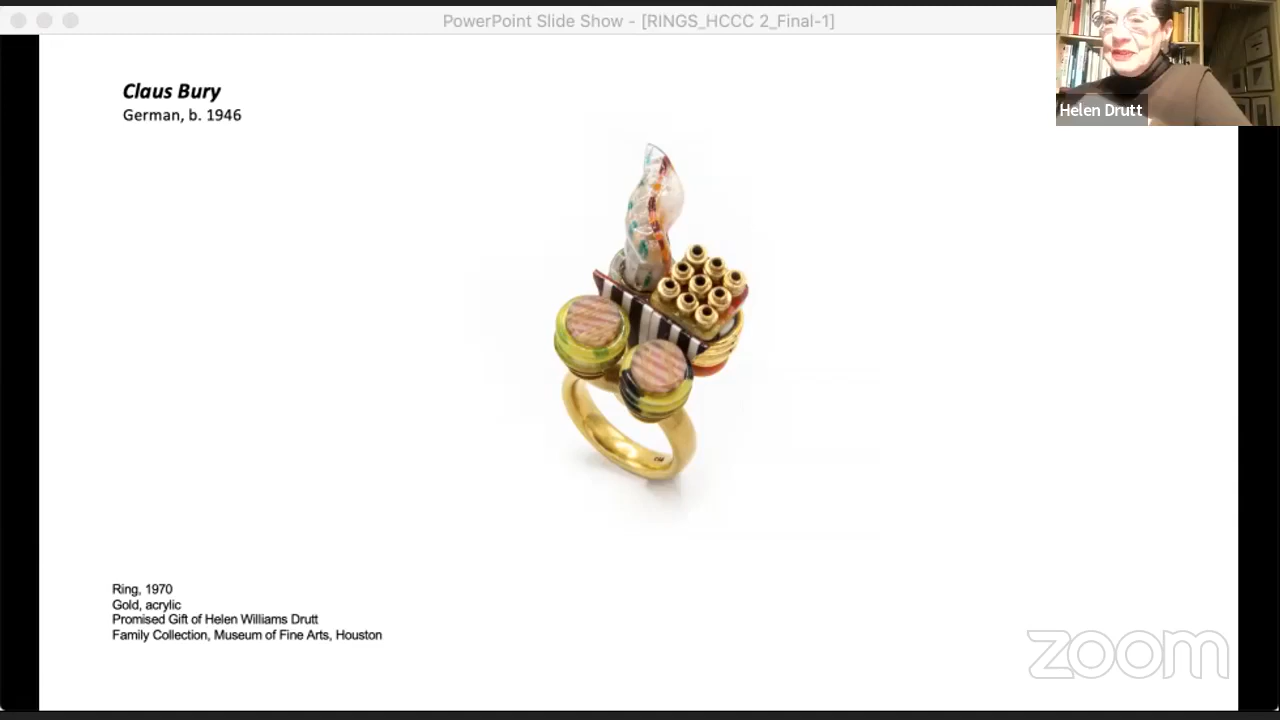 PowerPoint Slide Show - [RINGS_HCCC 2_Final-1]
Helen Drutt
Claus Bury
German, b. 1946
Ring, 1970
Gold, acrylic
Promised Gift of Helen Williams Drutt
Family Collection, Museum of Fine Arts, Houston
zoom